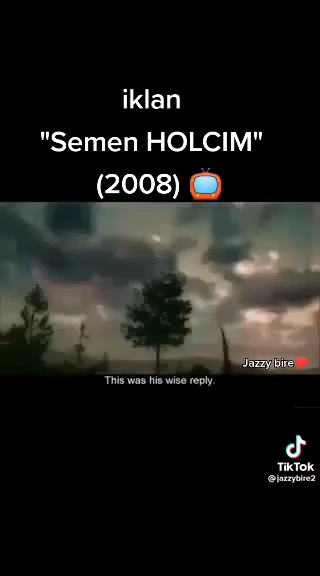 iklan
"Semen HOLCIM"
(2008) 📺
Jazzy bire❤️
This was his wise reply.
TikTok
@jazzybire2